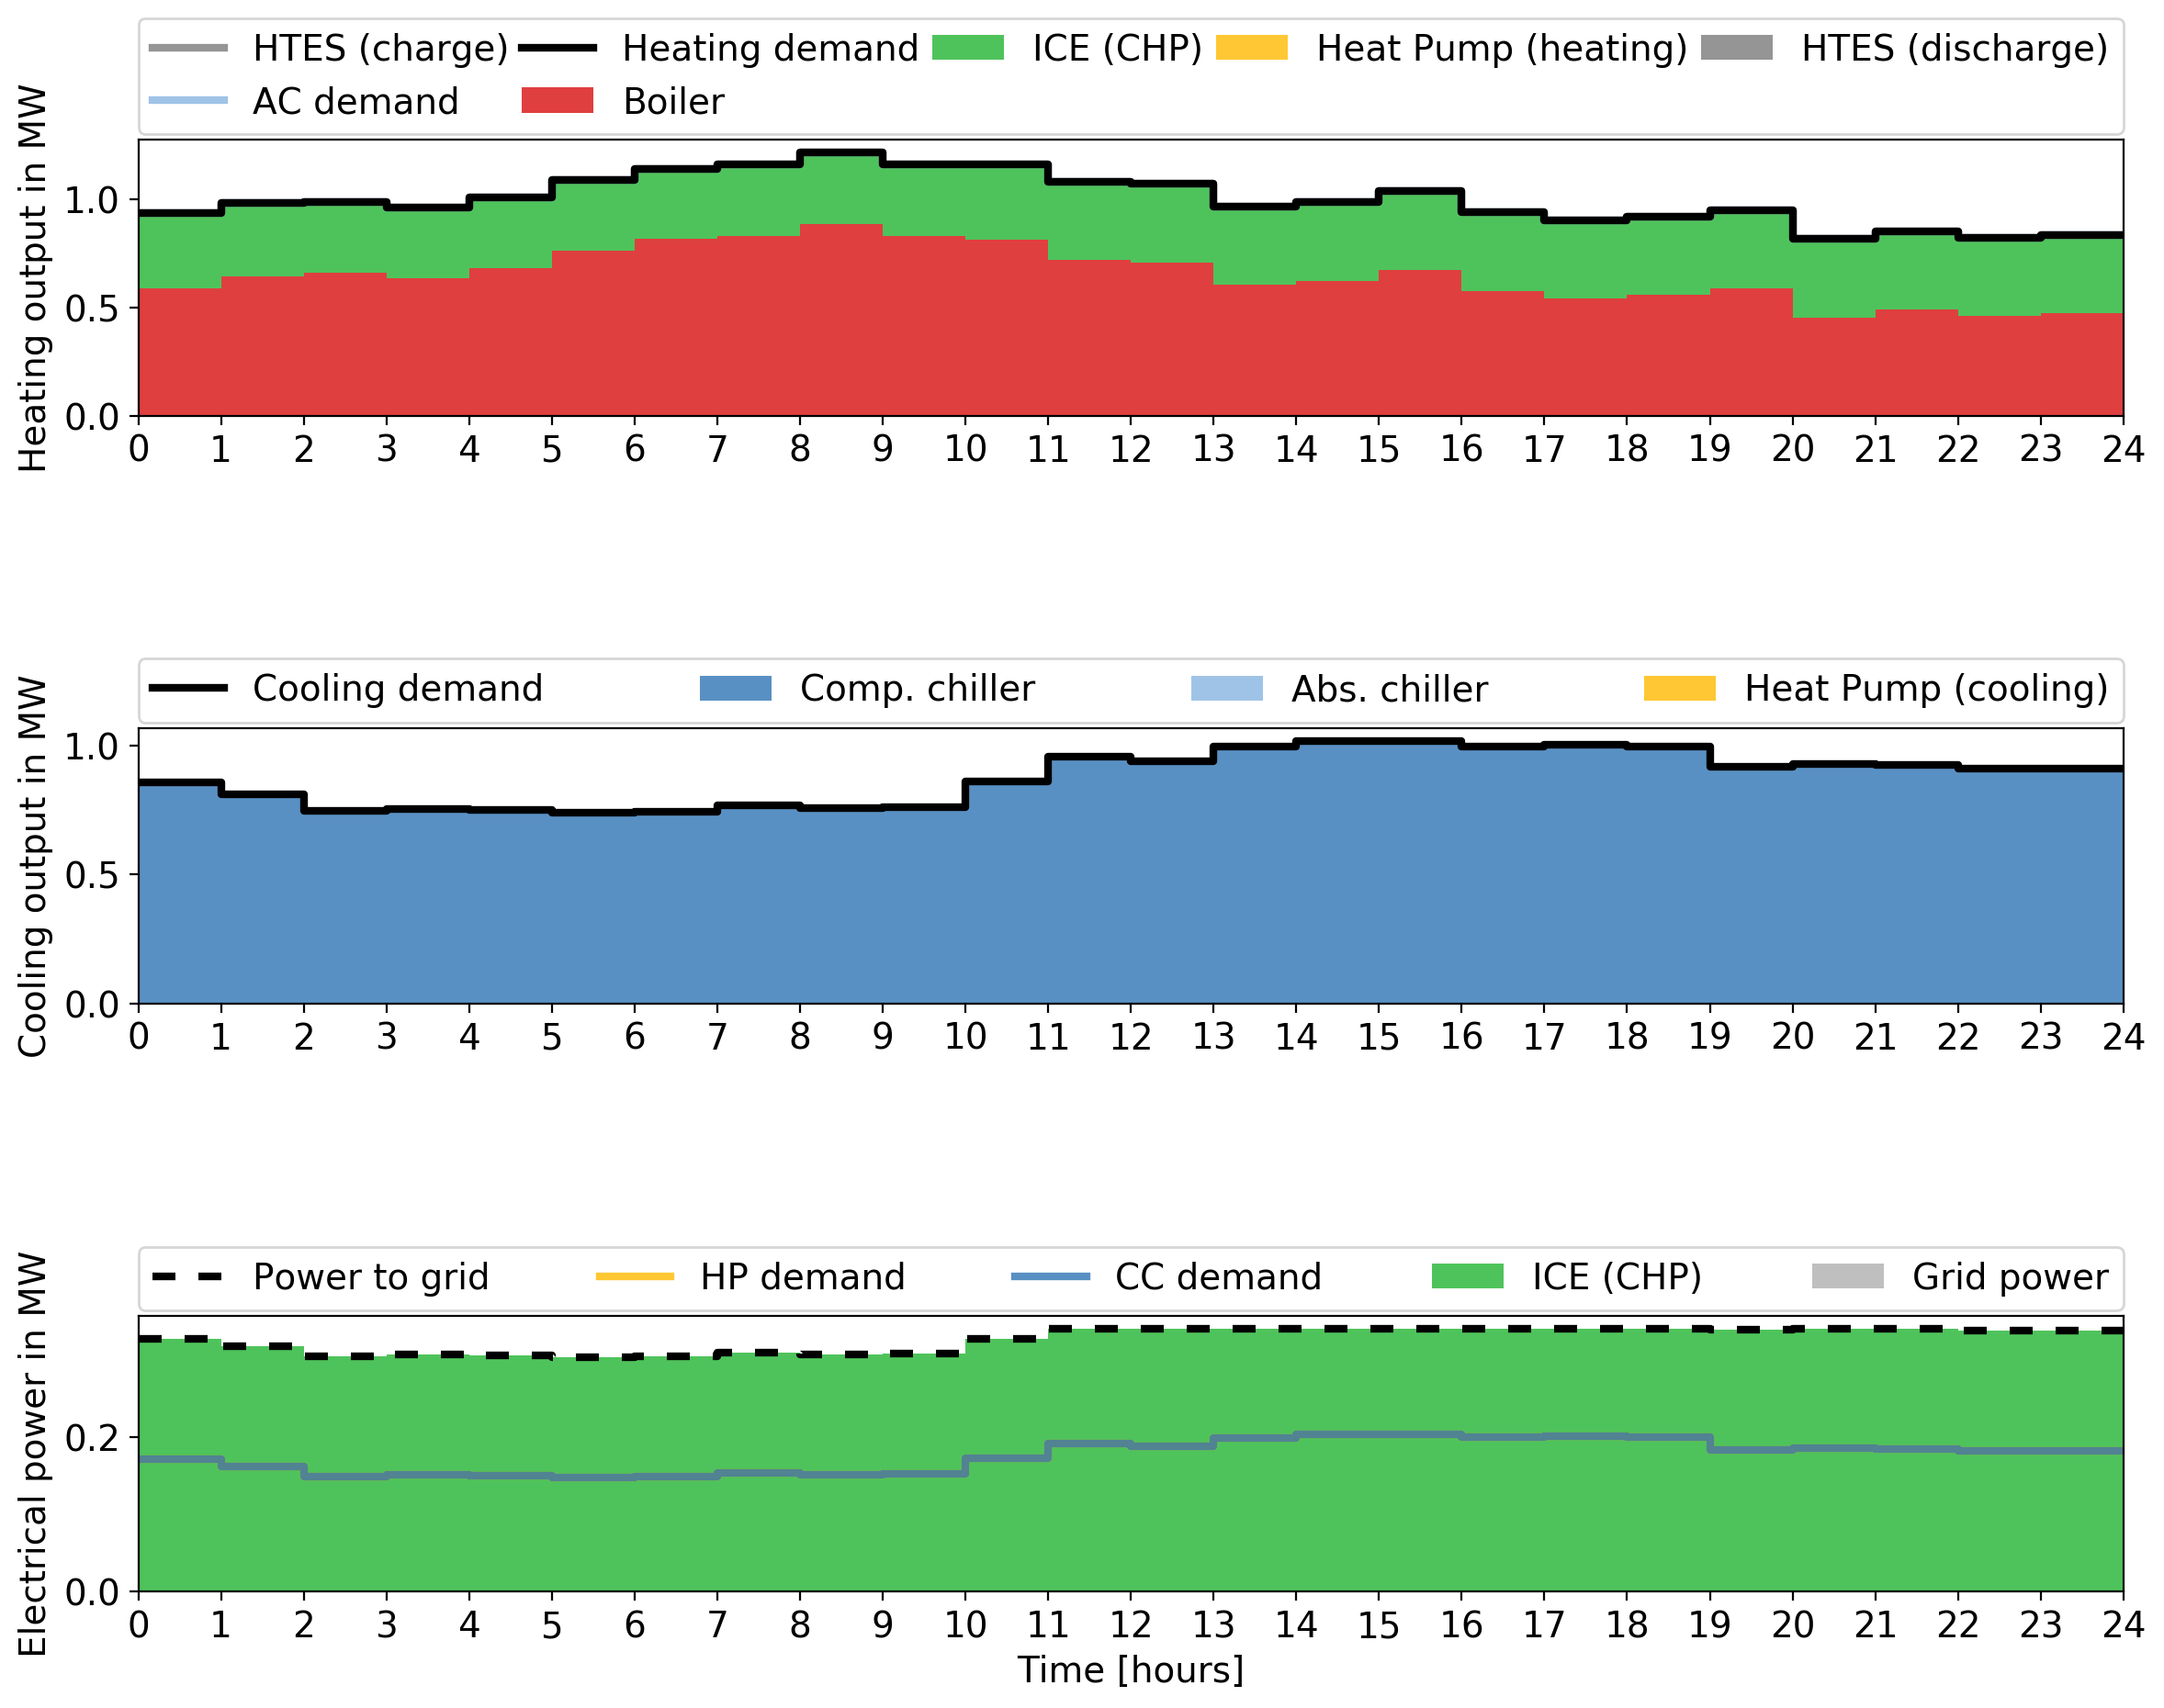 HTES (charge) Heating demand ICE (CHP) Heat Pump (heating) HTES (discharge)
AC demand Boiler
Heating output in MW
1.0
0.5
0.0
0 1 2 3 4 5 6 7 8 9 10 11 12 13 14 15 16 17 18 19 20 21 22 23 24
Cooling demand Comp. chiller Abs. chiller Heat Pump (cooling)
Cooling output in MW
1.0
0.5
0.0
0 1 2 3 4 5 6 7 8 9 10 11 12 13 14 15 16 17 18 19 20 21 22 23 24
Power to grid HP demand CC demand ICE (CHP) Grid power
Electrical power in MW
0.2
0.0
0 1 2 3 4 5 6 7 8 9 10 11 12 13 14 15 16 17 18 19 20 21 22 23 24
Time [hours]